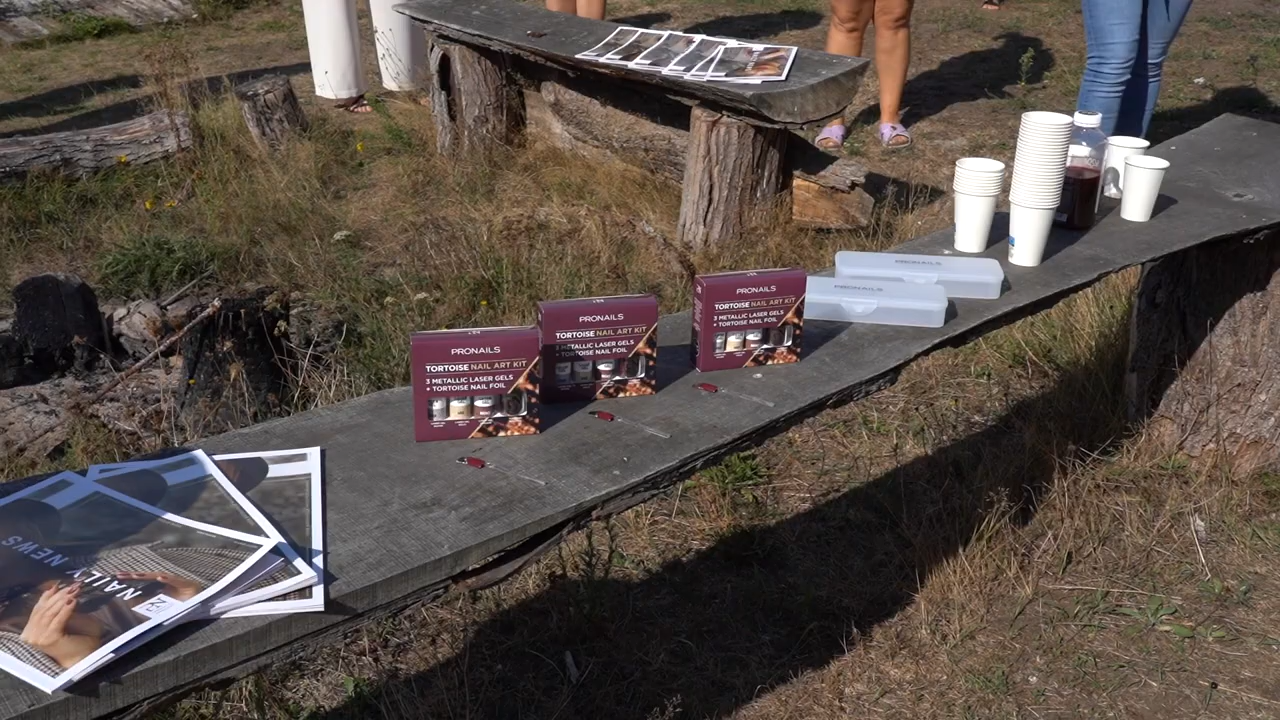 PRONAILS
TORTOISE NAIL ART KIT
3 METALLIC LASER GELS
+ TORTOISE NAIL FOIL
PRONAILS
TORTOISE NAIL ART KIT
3 METALLIC LASER GELS
+ TORTOISE NAIL FOIL
PRONAILS
TORTOISE NAIL ART KIT
3 METALLIC LASER GELS
+ TORTOISE NAIL FOIL
PRONAILS
PRONAILS
NAILY NEWS